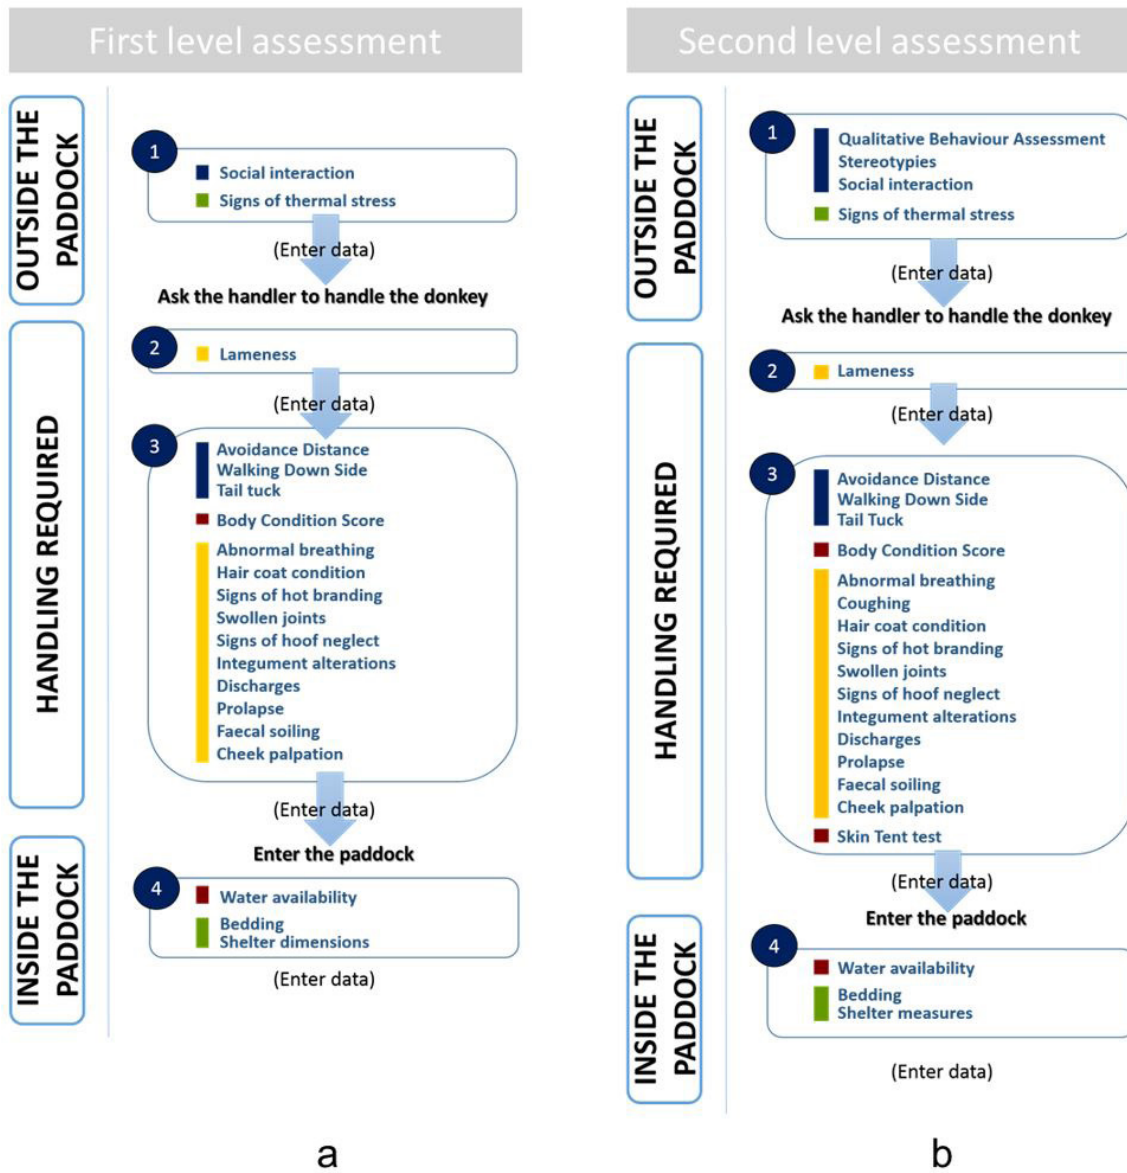 First level assessment
OUTSIDE THE
PADDOCK
1
Social interaction
Signs of thermal stress
(Enter data)
Ask the handler to handle the donkey
HANDLING REQUIRED
2
Lameness
(Enter data)
3
Avoidance Distance
Walking Down Side
Tail tuck
Body Condition Score
Abnormal breathing
Hair coat condition
Signs of hot branding
Swollen joints
Signs of hoof neglect
Integument alterations
Discharges
Prolapse
Faecal soiling
Cheek palpation
(Enter data)
Enter the paddock
INSIDE THE
PADDOCK
4
Water availability
Bedding
Shelter dimensions
(Enter data)
a
Second level assessment
OUTSIDE THE
PADDOCK
1
Qualitative Behaviour Assessment
Stereotypies
Social interaction
Signs of thermal stress
(Enter data)
Ask the handler to handle the donkey
HANDLING REQUIRED
2
Lameness
(Enter data)
3
Avoidance Distance
Walking Down Side
Tail Tuck
Body Condition Score
Abnormal breathing
Coughing
Hair coat condition
Signs of hot branding
Swollen joints
Signs of hoof neglect
Integument alterations
Discharges
Prolapse
Faecal soiling
Cheek palpation
Skin Tent test
(Enter data)
Enter the paddock
INSIDE THE
PADDOCK
4
Water availability
Bedding
Shelter measures
(Enter data)
b